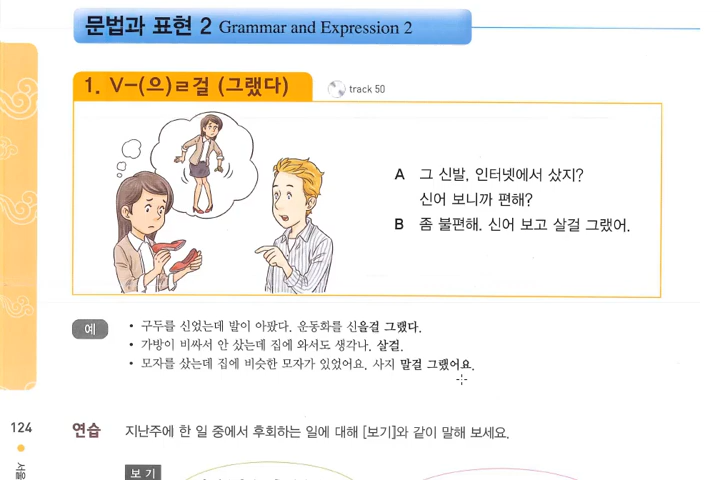 문법과 표현 2 Grammar and Expression 2
1. V-(으)ㄹ걸 (그랬다)
track 50
A 그 신발, 인터넷에서 샀지?
신어 보니까 편해?
B 좀 불편해. 신어 보고 살걸 그랬어.
예
• 구두를 신었는데 발이 아팠다. 운동화를 신을걸 그랬다.
• 가방이 비싸서 안 샀는데 집에 와서도 생각나. 살걸.
• 모자를 샀는데 집에 비슷한 모자가 있었어요. 사지 말걸 그랬어요.
124
연습 지난주에 한 일 중에서 후회하는 일에 대해 [보기]와 같이 말해 보세요.
서울
보기